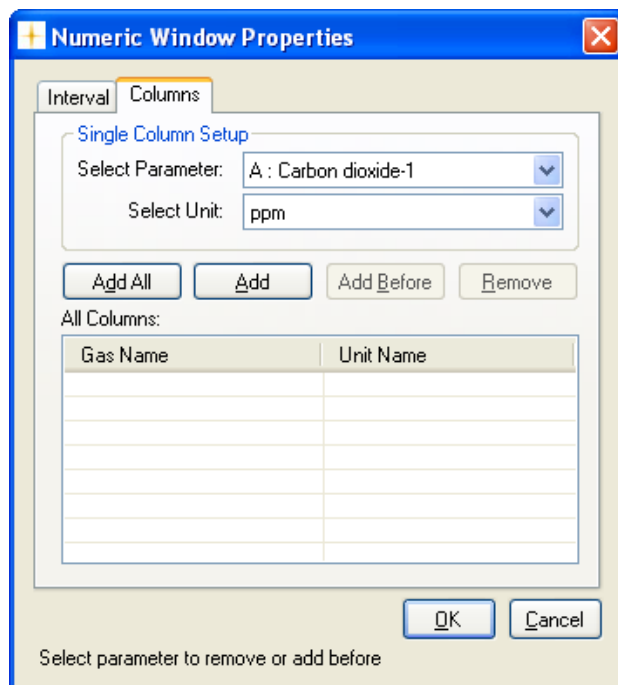 Numeric Window Properties
Interval Columns
Single Column Setup
Select Parameter: A : Carbon dioxide-1
Select Unit: ppm
Add All Add Add Before Remove
All Columns:
Gas Name Unit Name
OK Cancel
Select parameter to remove or add before